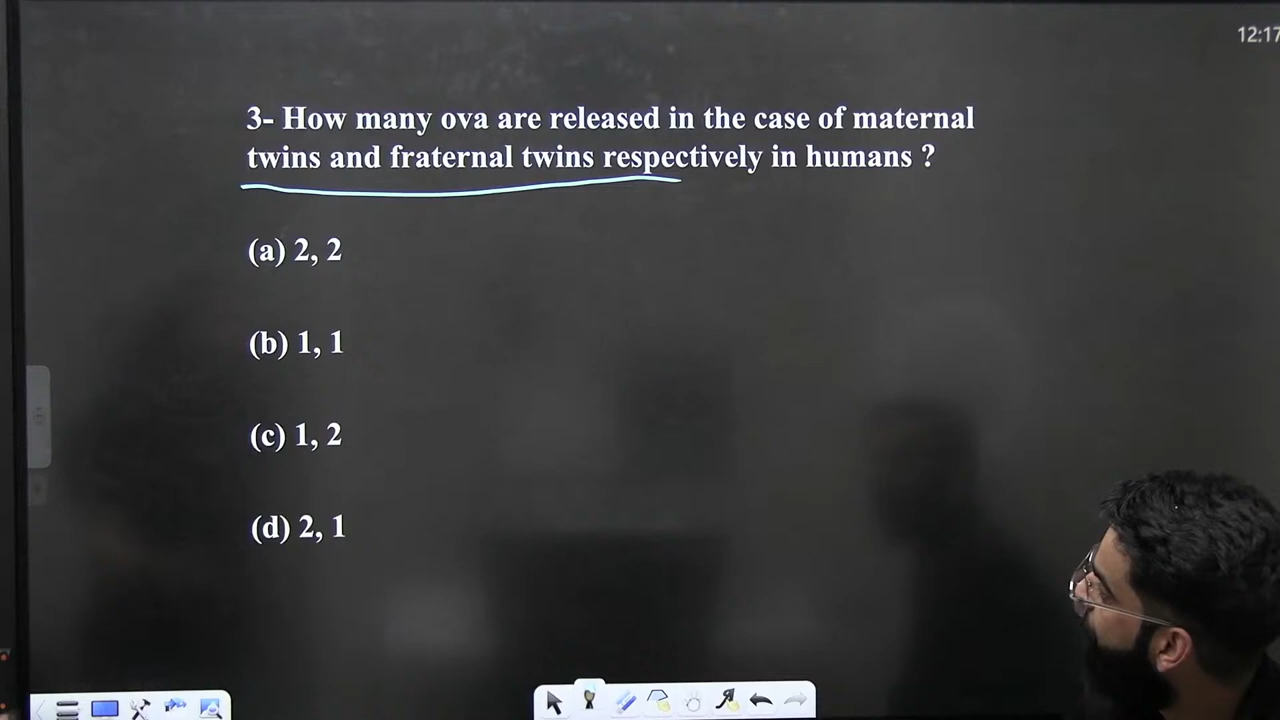 12:17
3- How many ova are released in the case of maternal
twins and fraternal twins respectively in humans ?
(a) 2, 2
(b) 1, 1
(c) 1, 2
(d) 2, 1